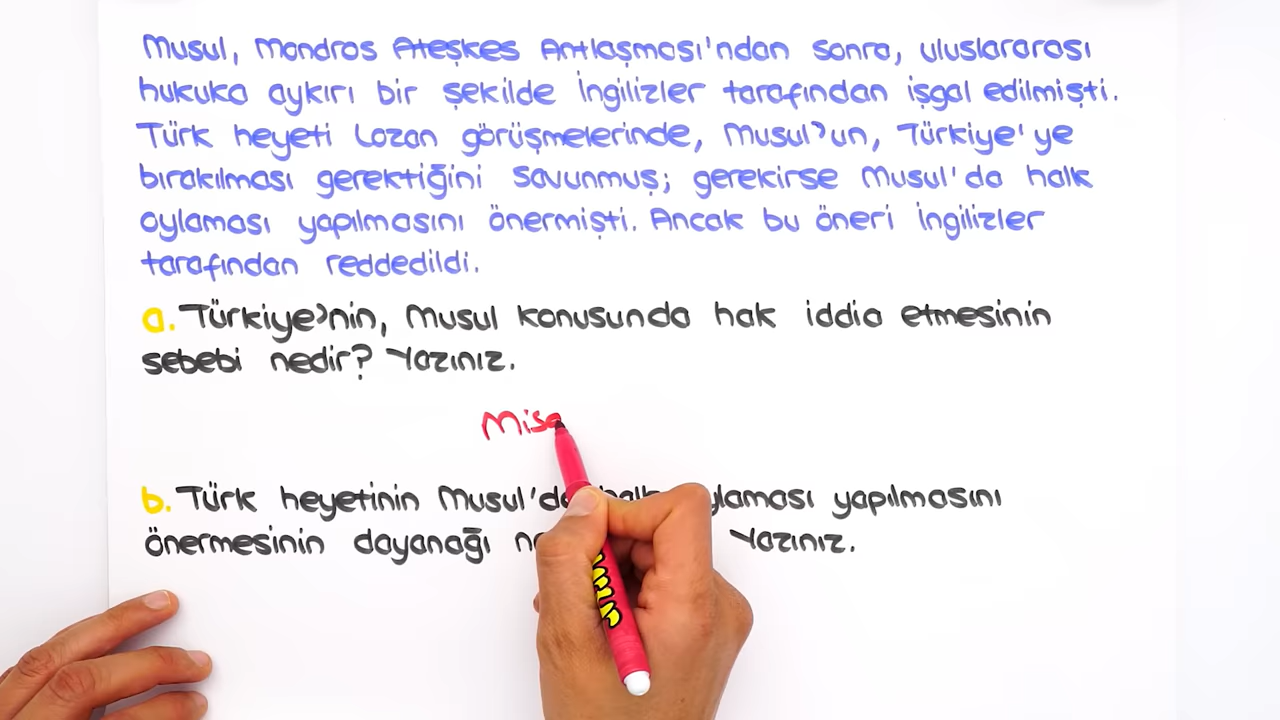 Musul, Mondros Ateşkes Antlaşması'ndan sonra, uluslararası
hukuka aykırı bir şekilde İngilizler tarafından işgal edilmişti.
Türk heyeti Lozan görüşmelerinde, Musul'un, Türkiye'ye
bırakılması gerektiğini savunmuş; gerekirse Musul'da halk
oylaması yapılmasını önermişti. Ancak bu öneri İngilizler
tarafından reddedildi.
a. Türkiye'nin, Musul konusunda hak iddia etmesinin
sebebi nedir? Yazınız.
Misa
b. Türk heyetinin Musul'da yapılmasını
önermesinin dayanağı Yazınız.